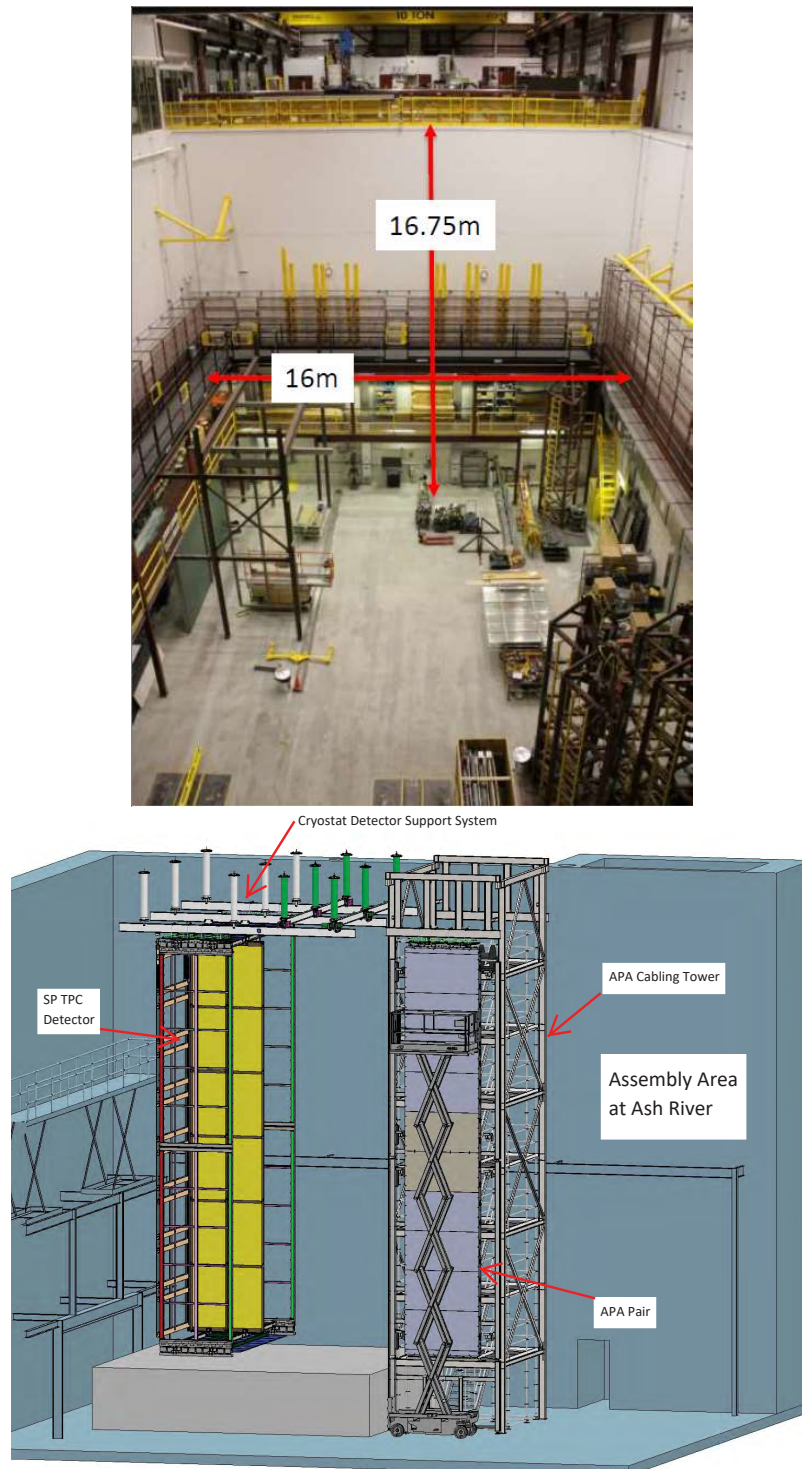 10 TON
16.75m
16m
Cryostat Detector Support System
SP TPC
Detector
APA Cabling Tower
Assembly Area
at Ash River
APA Pair